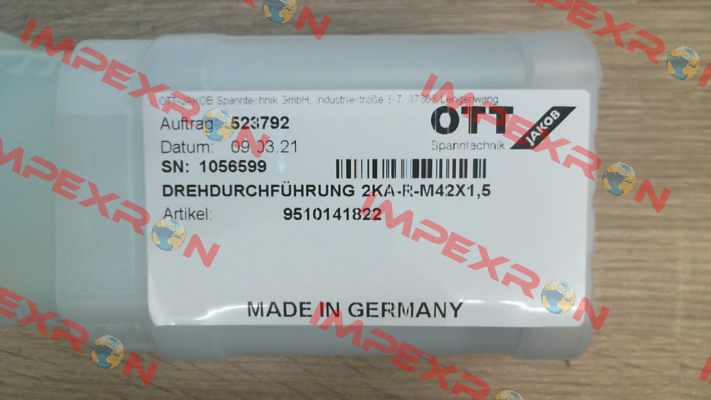 OTT-JAKOB Spanntechnik GmbH, Industriestraße 3-7, Lengenwang
Auftrag 523792
OTT JAKOB
Datum: 09.03.21
Spanntechnik
SN: 1056599
DREHDURCHFÜHRUNG 2KA-R-M42X1,5
Artikel: 9510141822
MADE IN GERMANY
IMPEXRON
IMPEXRON
IMPEXRON
IMPEXRON
IMPEXRON
IMPEXRON